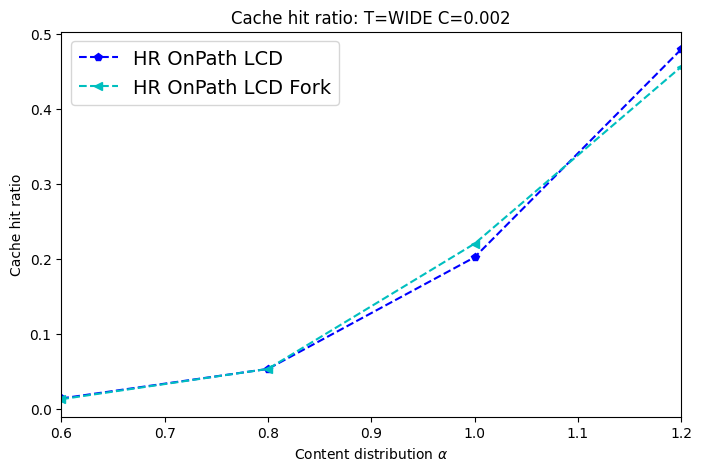 Cache hit ratio: T=WIDE C=0.002
HR OnPath LCD
HR OnPath LCD Fork
Cache hit ratio
0.5
0.4
0.3
0.2
0.1
0.0
0.6 0.7 0.8 0.9 1.0 1.1 1.2
Content distribution α